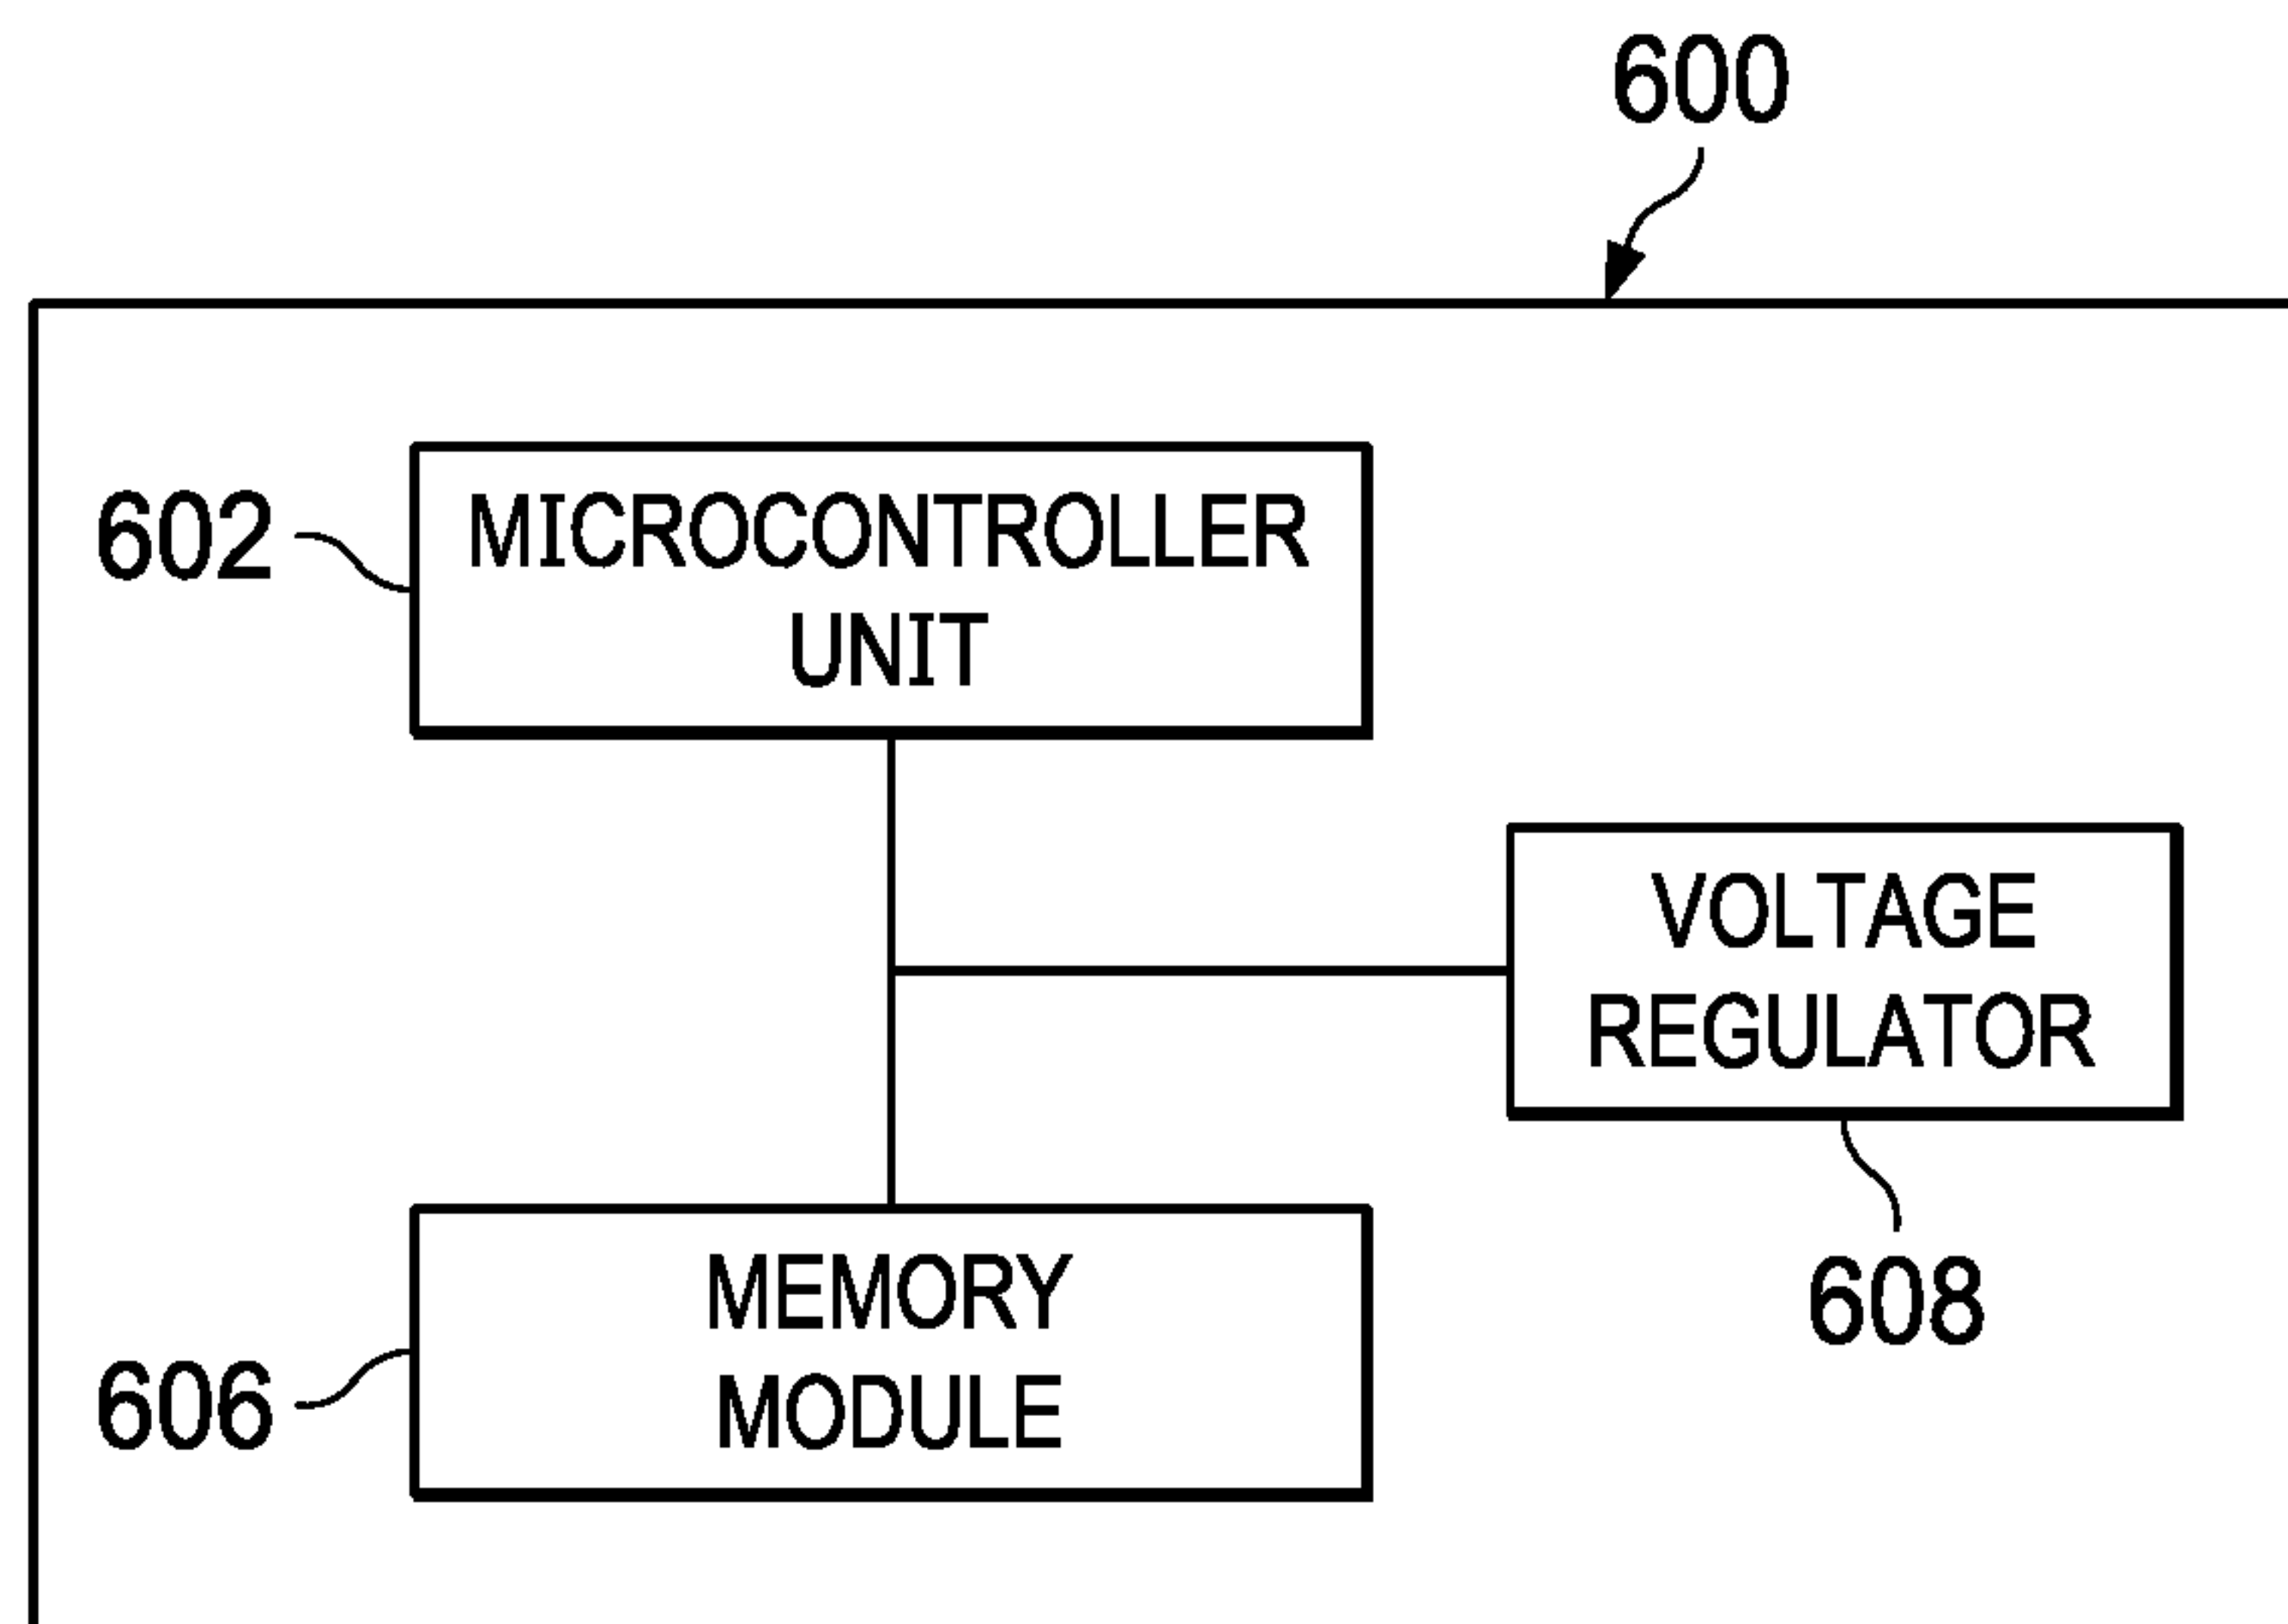 600
602
MICROCONTROLLER
UNIT
VOLTAGE
REGULATOR
608
MEMORY
MODULE
606